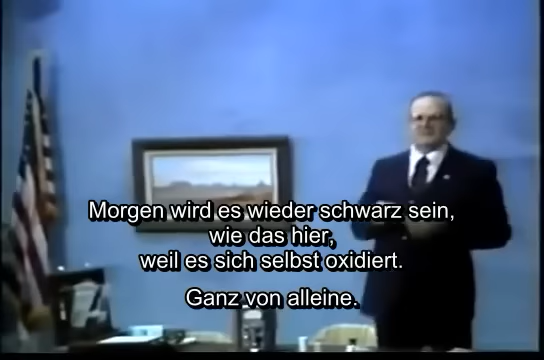 Morgen wird es wieder schwarz sein,
wie das hier,
weil es sich selbst oxidiert.
Ganz von alleine.